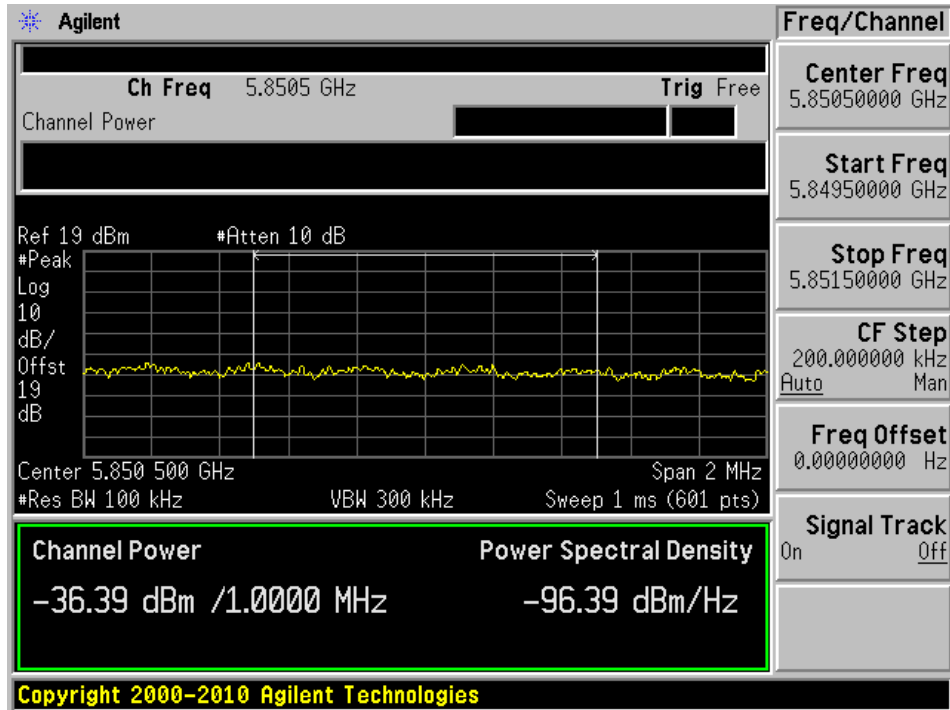 Agilent
Freq/Channel
Ch Freq 5.8505 GHz Trig Free
Channel Power
Center Freq
5.85050000 GHz
Start Freq
5.84950000 GHz
Stop Freq
5.85150000 GHz
CF Step
200.000000 kHz
Auto Man
Freq Offset
0.00000000 Hz
Signal Track
On Off
Ref 19 dBm #Atten 10 dB
#Peak
Log
10
dB/
Offst
19
dB
Center 5.850 500 GHz Span 2 MHz
#Res BW 100 kHz VBW 300 kHz Sweep 1 ms (601 pts)
Channel Power Power Spectral Density
-36.39 dBm /1.0000 MHz -96.39 dBm/Hz
Copyright 2000-2010 Agilent Technologies